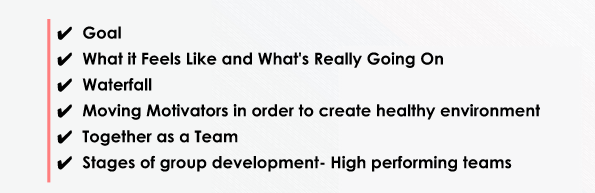 ✔ Goal
✔ What it Feels Like and What's Really Going On
✔ Waterfall
✔ Moving Motivators in order to create healthy environment
✔ Together as a Team
✔ Stages of group development- High performing teams